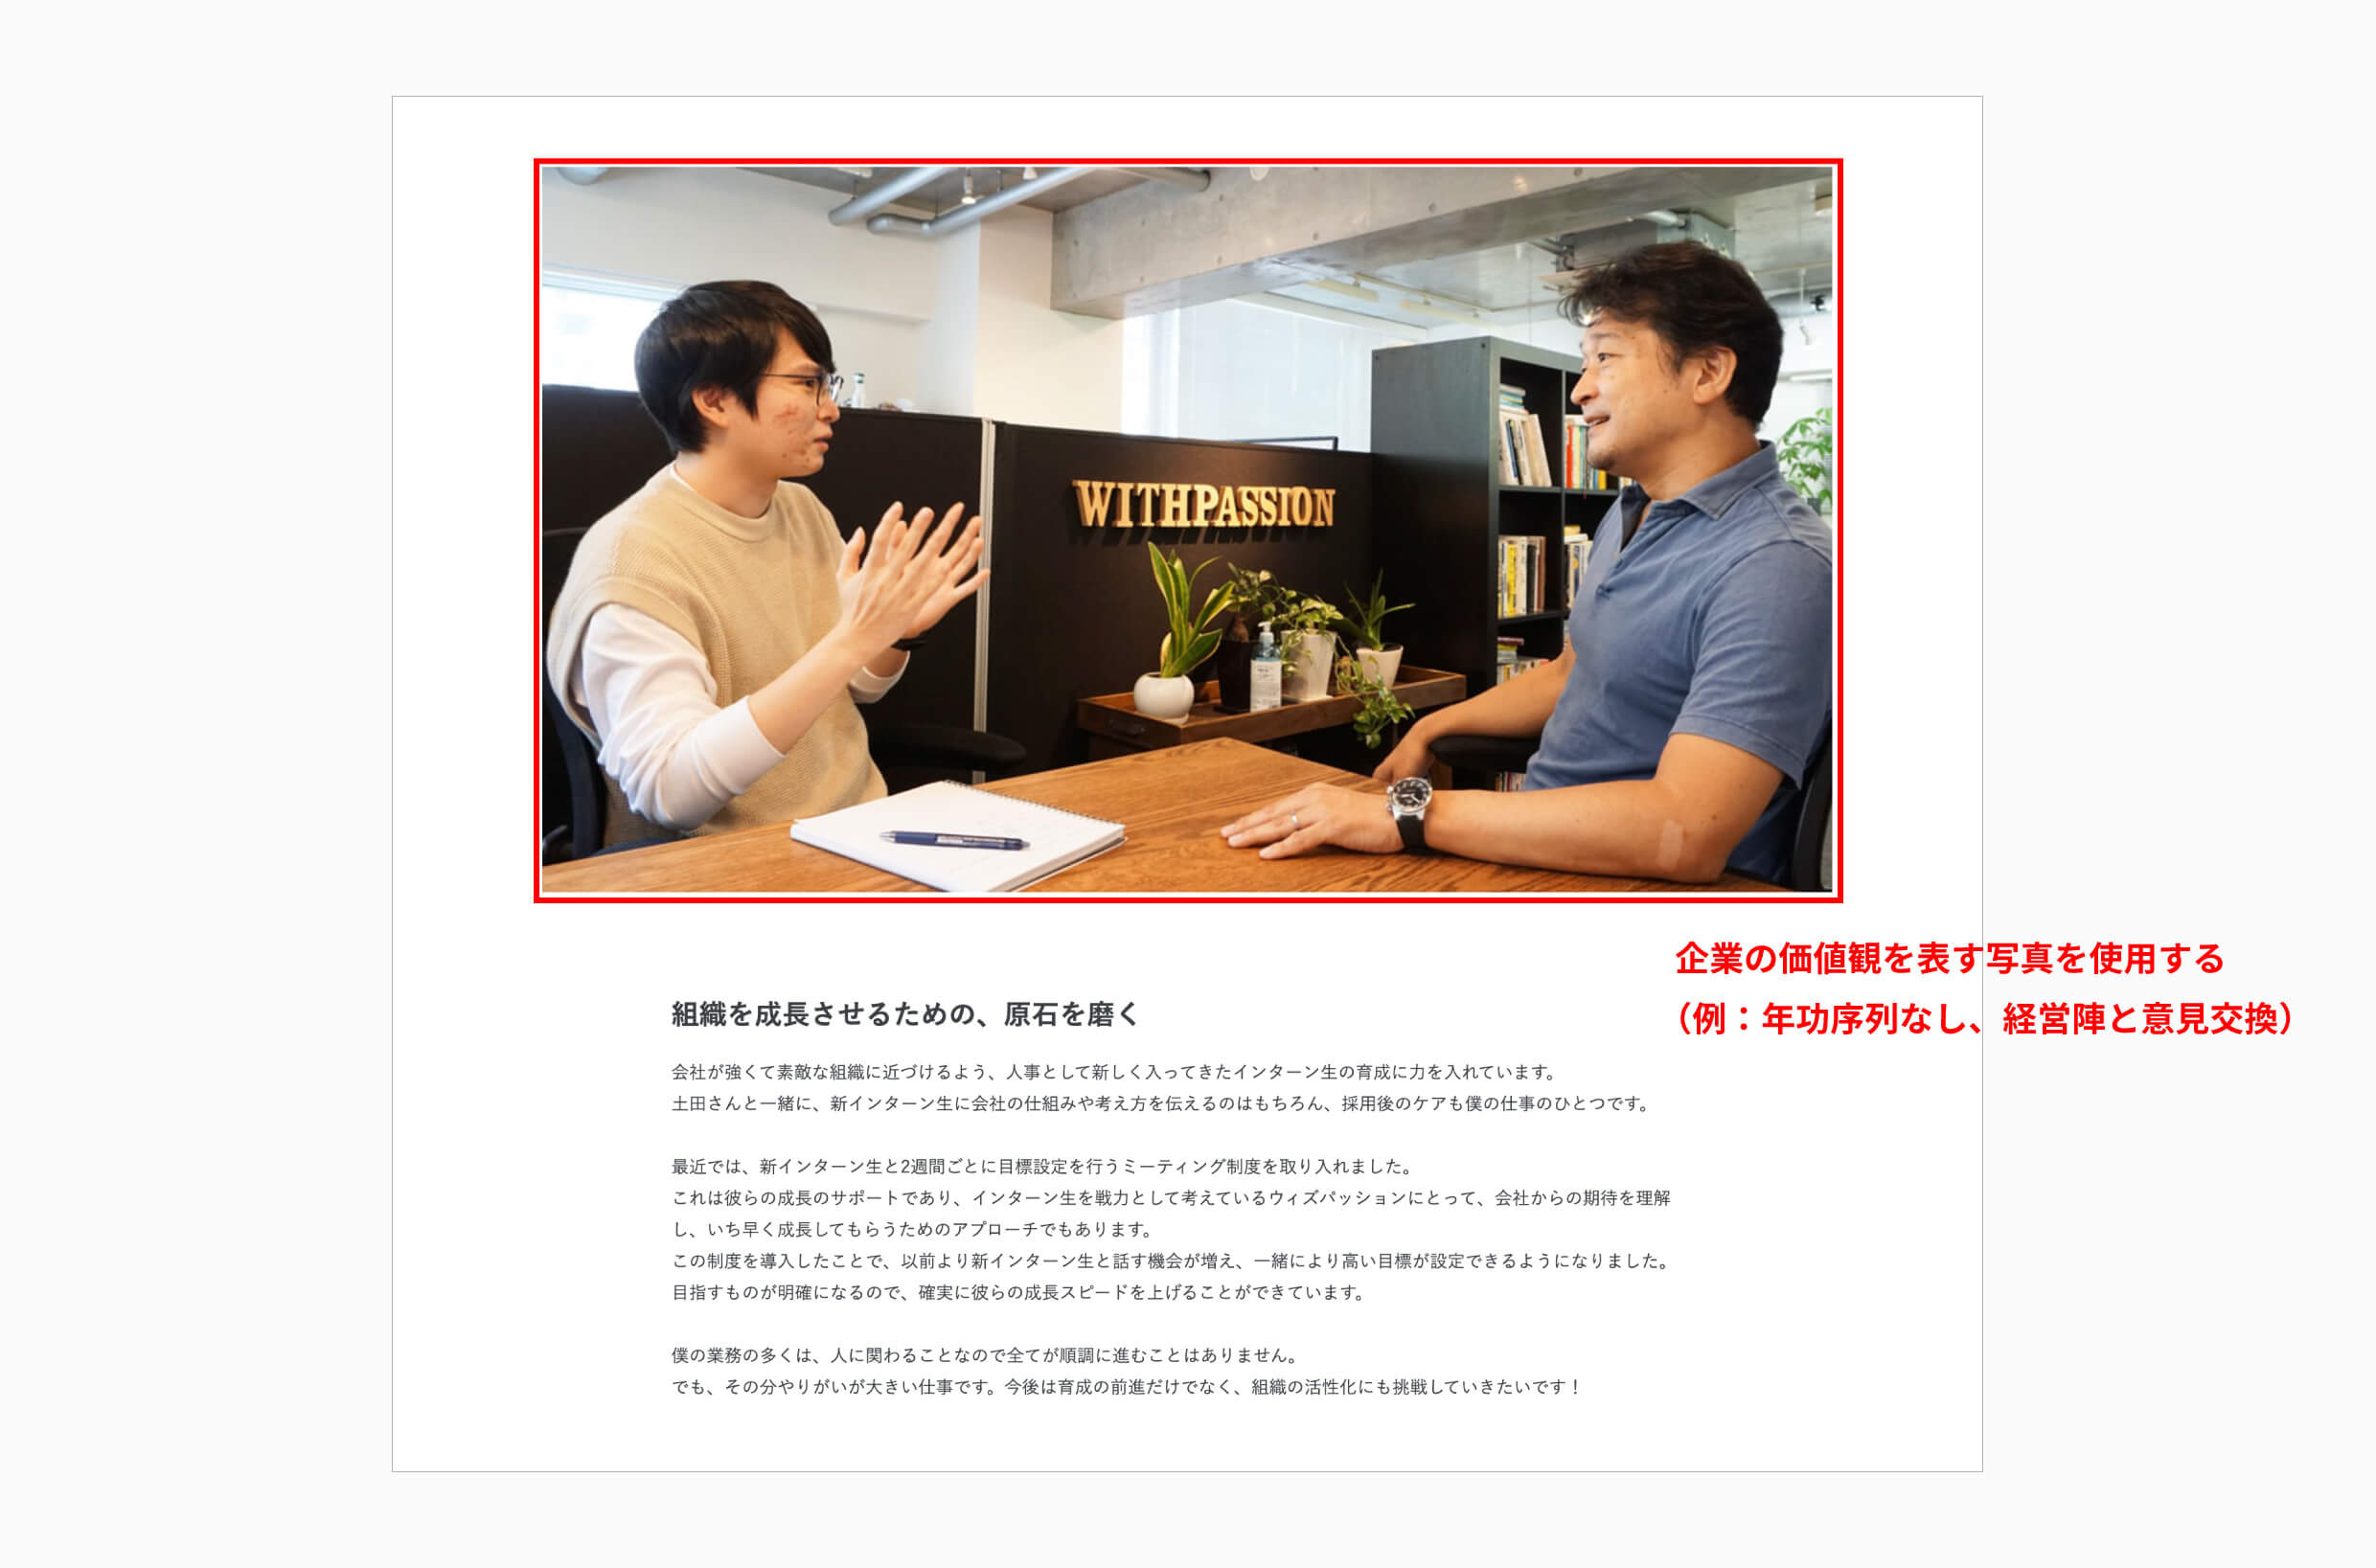 WITHPASSION
企業の価値観を表す写真を使用する
（例：年功序列なし、経営陣と意見交換）
組織を成長させるための、原石を磨く
会社が強くて素敵な組織に近づけるよう、人事として新しく入ってきたインターン生の育成に力を入れています。
土田さんと一緒に、新インターン生に会社の仕組みや考え方を伝えるのはもちろん、採用後のケアも僕の仕事のひとつです。
最近では、新インターン生と2週間ごとに目標設定を行うミーティング制度を取り入れました。
これは彼らの成長のサポートであり、インターン生を戦力として考えているウィズパッションにとって、会社からの期待を理解
し、いち早く成長してもらうためのアプローチでもあります。
この制度を導入したことで、以前より新インターン生と話す機会が増え、一緒により高い目標が設定できるようになりました。
目指すものが明確になるので、確実に彼らの成長スピードを上げることができています。
僕の業務の多くは、人に関わることなので全てが順調に進むことはありません。
でも、その分やりがいが大きい仕事です。今後は育成の前進だけでなく、組織の活性化にも挑戦していきたいです！